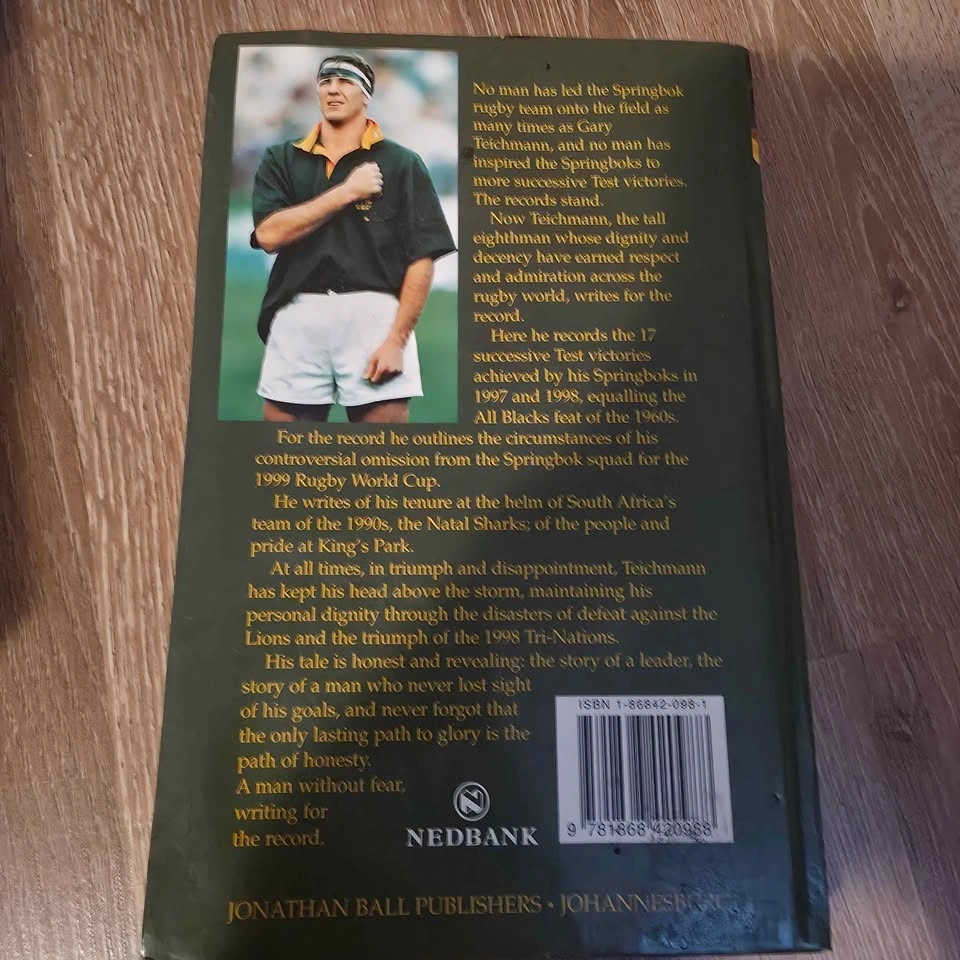 No man has led the Springbok
rugby team onto the field as
many times as Gary
Teichmann, and no man has
inspired the Springboks to
more successive Test victories.
The records stand.
Now Teichmann, the tall
eighthman whose dignity and
decency have earned respect
and admiration across the
rugby world, writes for the
record.
Here he records the 17
successive Test victories
achieved by his Springboks in
1997 and 1998, equalling the
All Blacks feat of the 1960s.
For the record he outlines the circumstances of his
controversial omission from the Springbok squad for the
1999 Rugby World Cup.
He writes of his tenure at the helm of South Africa's
team of the 1990s, the Natal Sharks; of the people and
pride at King's Park.
At all times, in triumph and disappointment, Teichmann
has kept his head above the storm, maintaining his
personal dignity through the disasters of defeat against the
Lions and the triumph of the 1998 Tri-Nations.
His tale is honest and revealing: the story of a leader, the
story of a man who never lost sight
of his goals, and never forgot that
the only lasting path to glory is the
path of honesty.
A man without fear,
writing for
the record.
NEDBANK
ISBN 1-86842-098-1
9 781868 420988
JONATHAN BALL PUBLISHERS • JOHANNESBURG